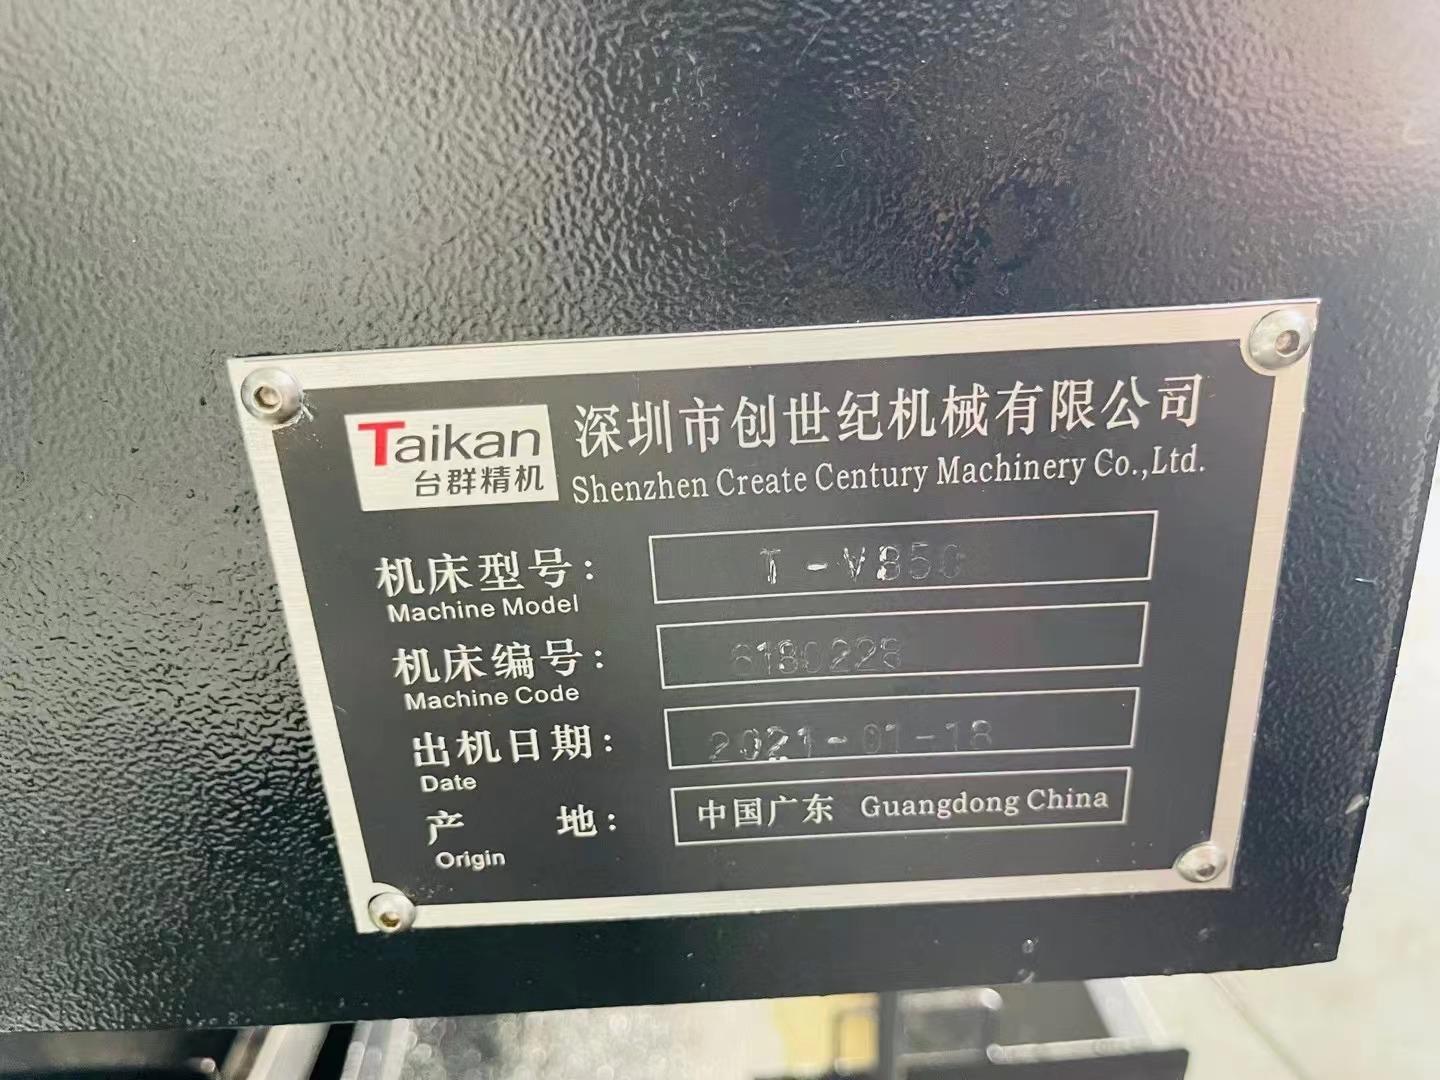 Taikan
台群精机
深圳市创世纪机械有限公司
Shenzhen Create Century Machinery Co.,Ltd.
机床型号: T-V850
Machine Model
机床编号: 6180228
Machine Code
出机日期: 2021-01-18
Date
产地: 中国广东 Guangdong China
Origin